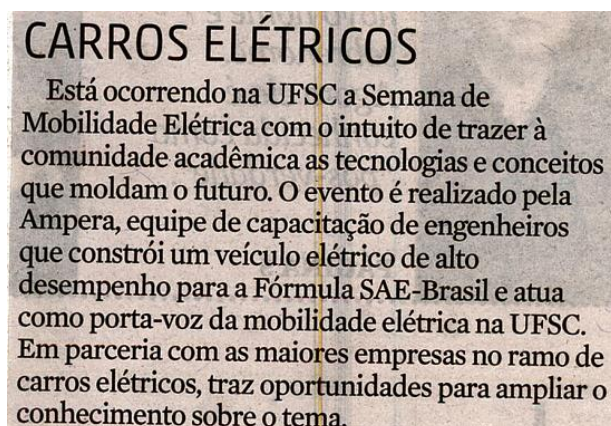 CARROS ELÉTRICOS
Está ocorrendo na UFSC a Semana de
Mobilidade Elétrica com o intuito de trazer à
comunidade acadêmica as tecnologias e conceitos
que moldam o futuro. O evento é realizado pela
Ampera, equipe de capacitação de engenheiros
que constrói um veículo elétrico de alto
desempenho para a Fórmula SAE-Brasil e atua
como porta-voz da mobilidade elétrica na UFSC.
Em parceria com as maiores empresas no ramo de
carros elétricos, traz oportunidades para ampliar o
conhecimento sobre o tema.